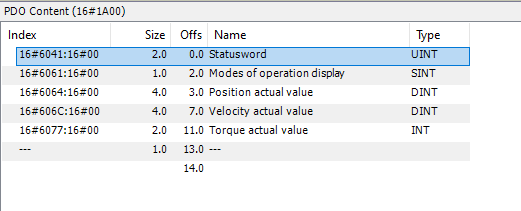 PDO Content (16#1A00)
Index Size Offs Name Type
16#6041:16#00 2.0 0.0 Statusword UINT
16#6061:16#00 1.0 2.0 Modes of operation display SINT
16#6064:16#00 4.0 3.0 Position actual value DINT
16#606C:16#00 4.0 7.0 Velocity actual value DINT
16#6077:16#00 2.0 11.0 Torque actual value INT
--- 1.0 13.0 ---
14.0